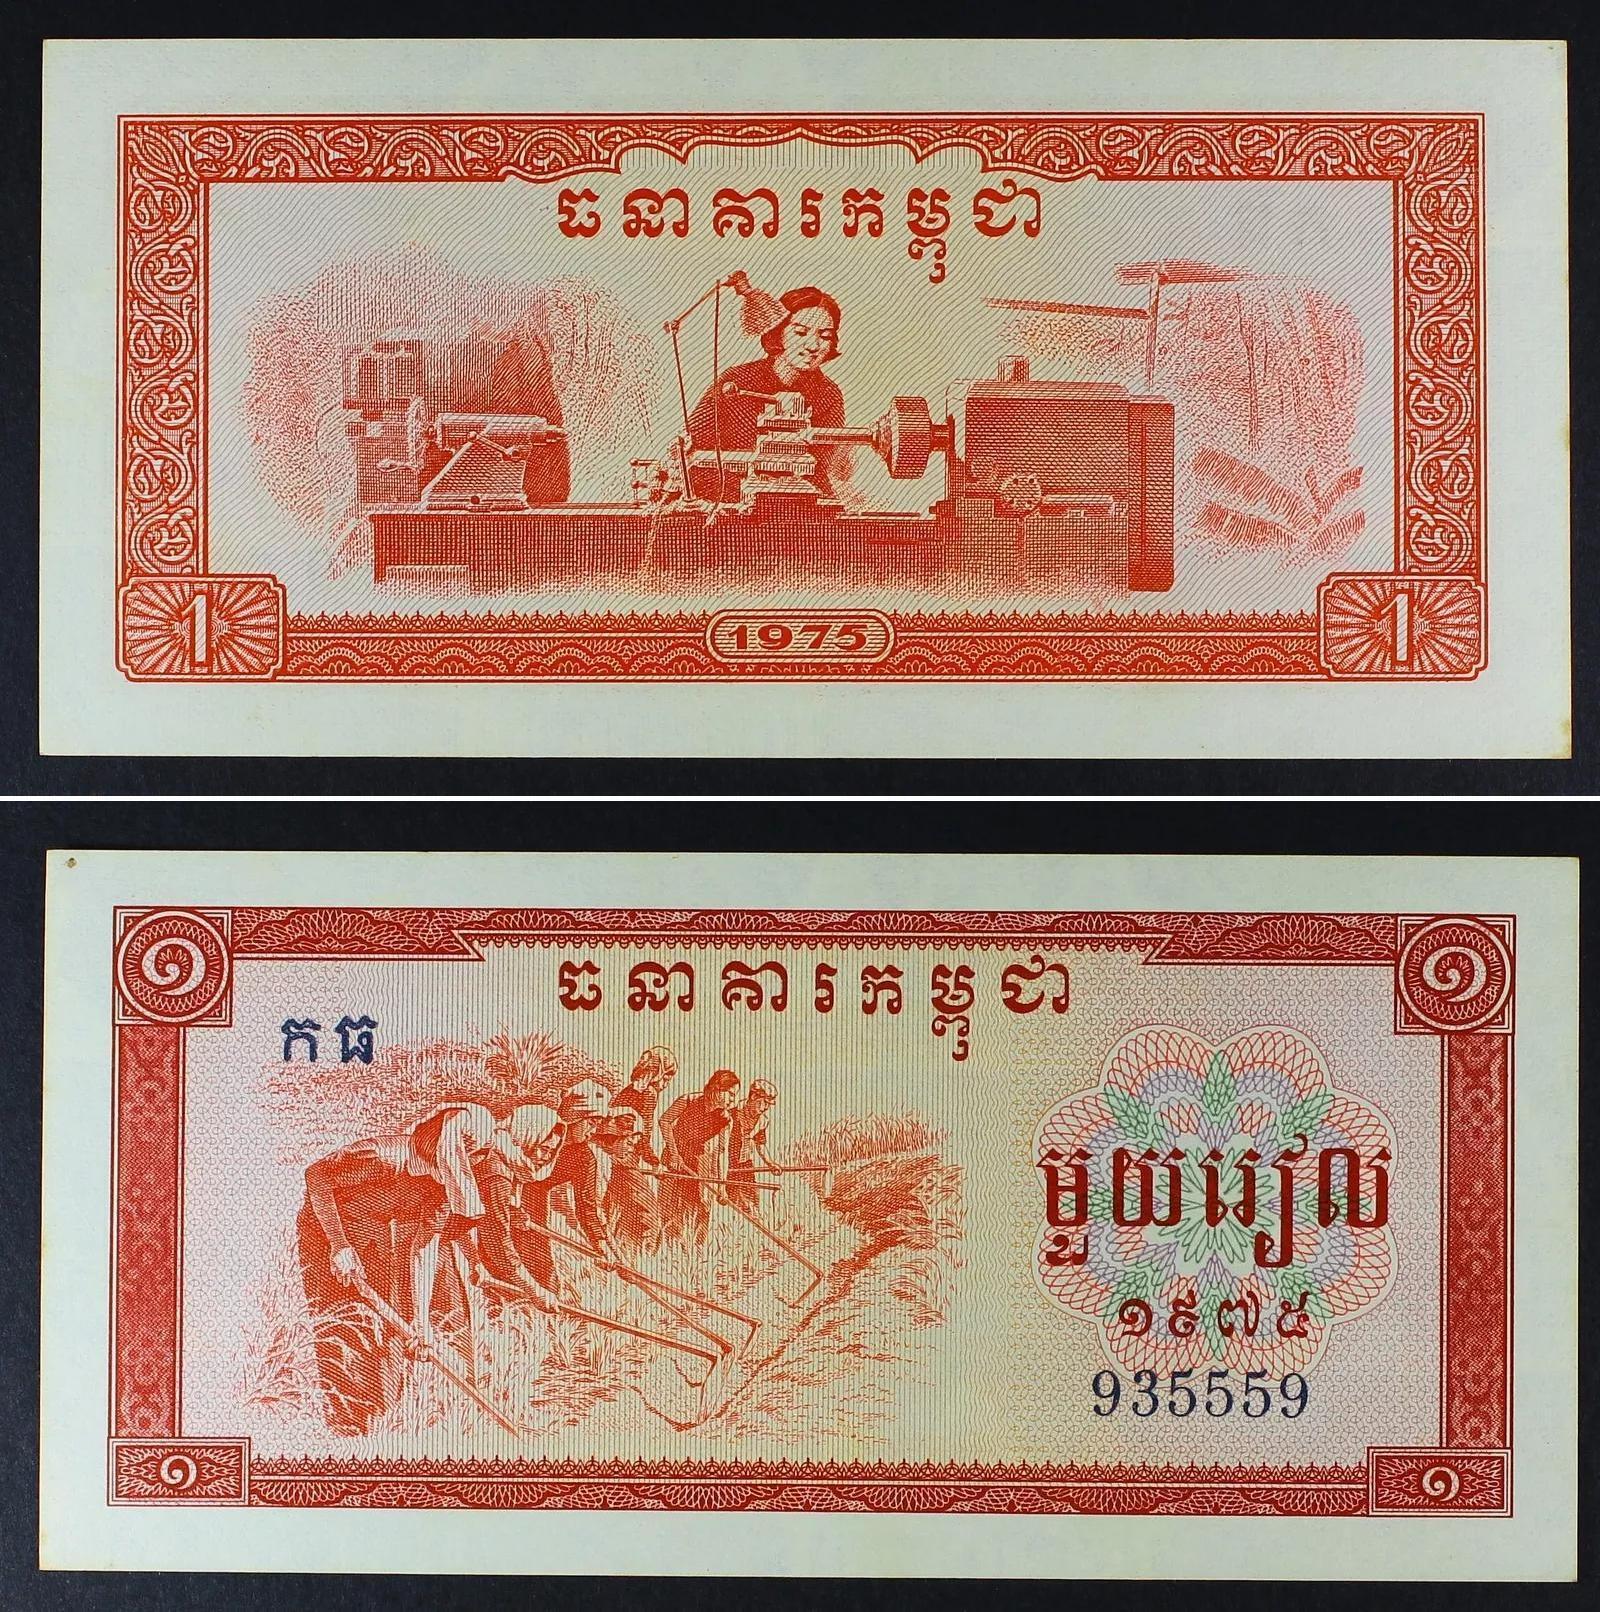 ធនាគារកម្ពុជា
1 1975 1
១ ១
ធនាគារកម្ពុជា
កធ
មួយរៀល
១៩៧៥
935559
១ ១